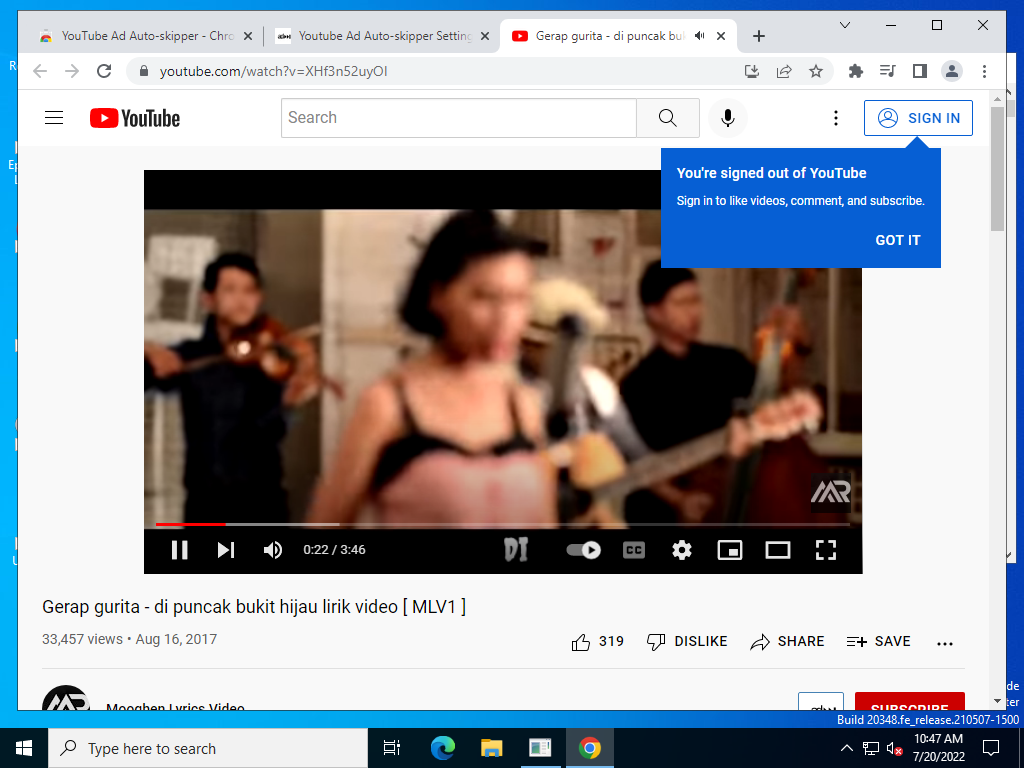 YouTube Ad Auto-skipper - Chro
Youtube Ad Auto-skipper Setting
Gerap gurita - di puncak bul
youtube.com/watch?v=XHf3n52uyOI
YouTube
Search
SIGN IN
You're signed out of YouTube
Sign in to like videos, comment, and subscribe.
GOT IT
MR
0:22 / 3:46
DI
CC
Gerap gurita - di puncak bukit hijau lirik video [ MLV1 ]
33,457 views • Aug 16, 2017
319
DISLIKE
SHARE
SAVE
Mooghen Lyrics Video
SUBSCRIBE
Build 20348.fe_release.210507-1500
Type here to search
10:47 AM
7/20/2022